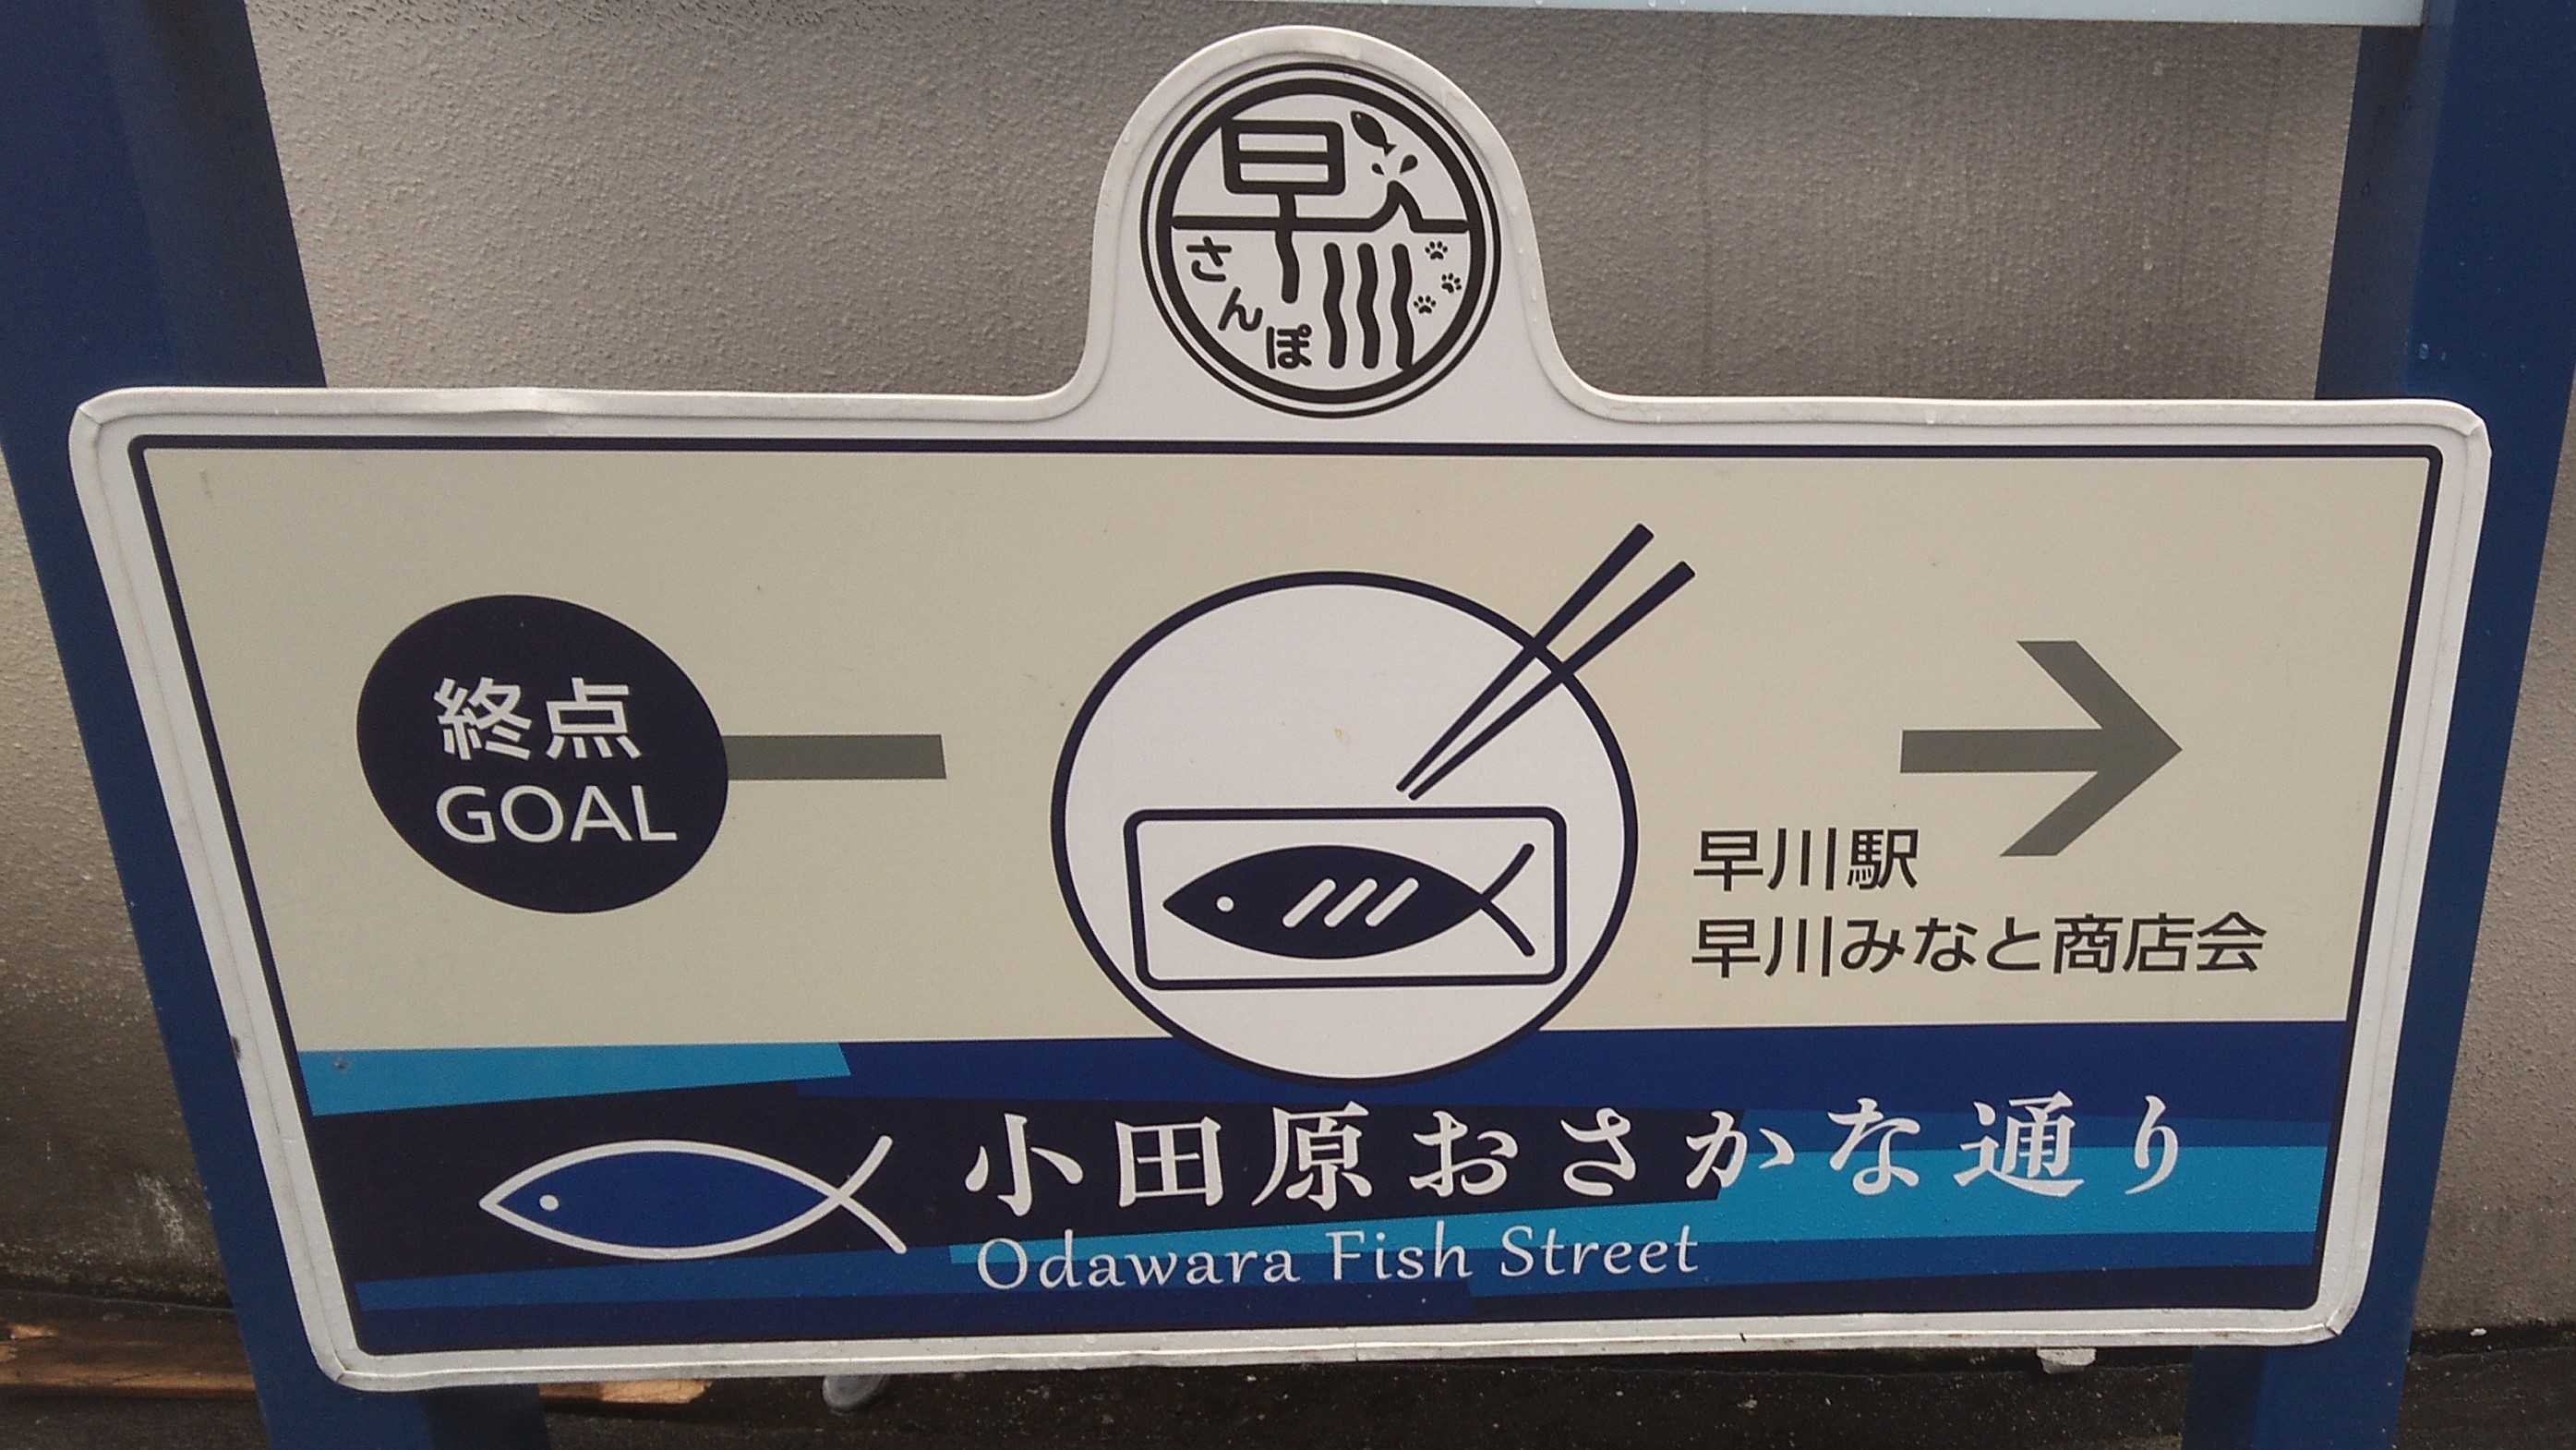 早川
さんぽ
終点
GOAL
早川駅
早川みなと商店会
小田原おさかな通り
Odawara Fish Street